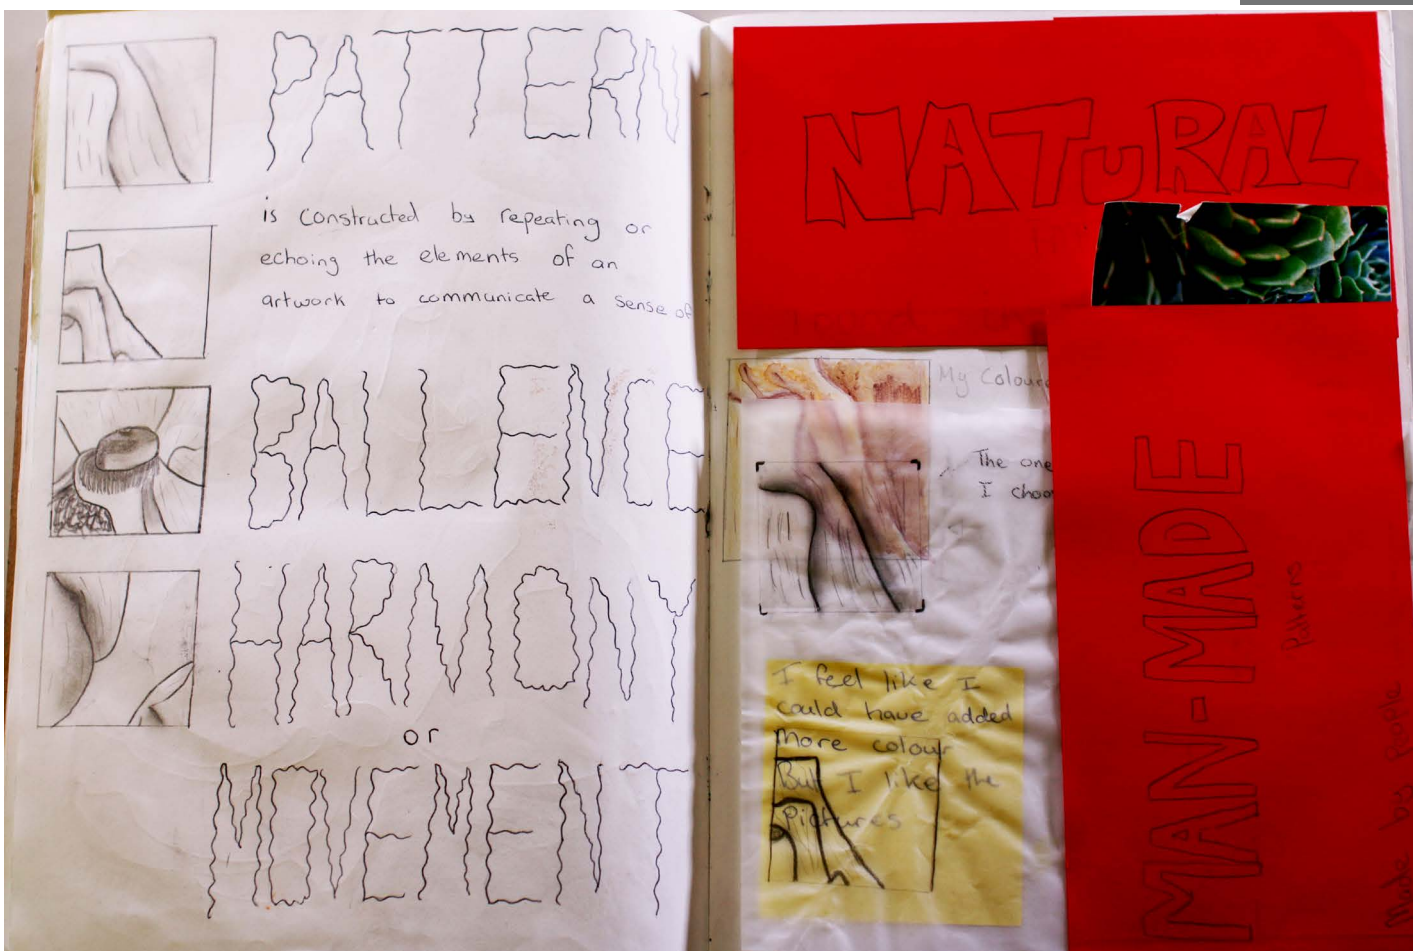 PATTERN
is constructed by repeating or
echoing the elements of an
artwork to communicate a sense of
BALLENCE
HARMONY
or
MOVEMENT
NATURAL
My Colour
The one
I choo
I feel like I
could have added
More colour
But I like the
Pictures
MAN-MADE
Patterns
Made by People